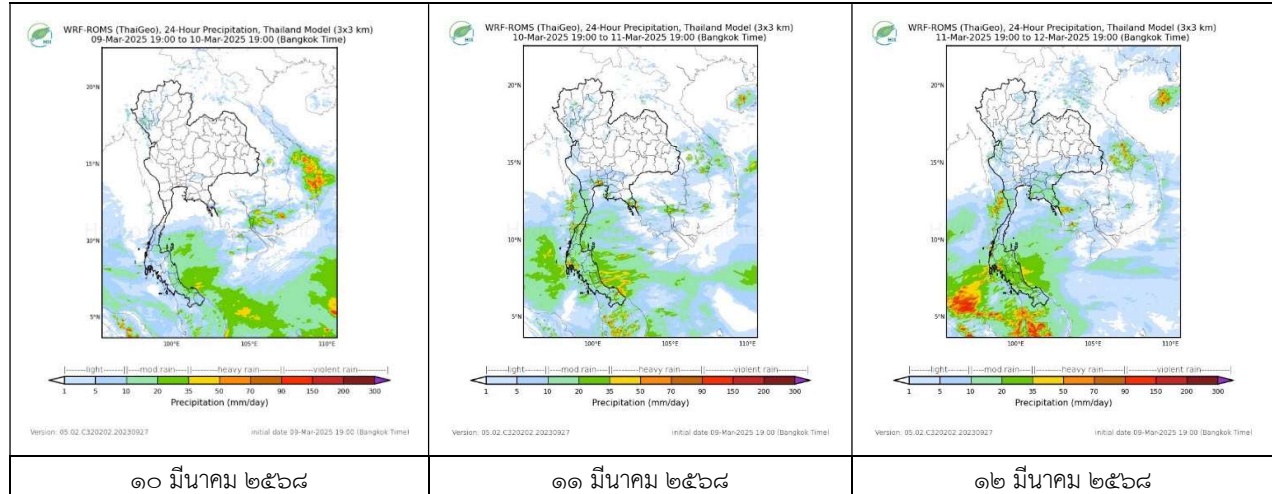 WRF-ROMS (ThaiGeo), 24-Hour Precipitation, Thailand Model (3x3 km)
09-Mar-2025 19:00 to 10-Mar-2025 19:00 (Bangkok Time)
20°N
15°N
10°N
5°N
100°E 105°E 110°E
|--------light-------||---mod rain---||------heavy rain------||------violent rain------|
1 5 10 20 35 50 70 90 150 200 300
Precipitation (mm/day)
Version: 05.02.C320202.20230927 initial date 09-Mar-2025 19:00 (Bangkok Time)
๑๐ มีนาคม ๒๕๖๘
WRF-ROMS (ThaiGeo), 24-Hour Precipitation, Thailand Model (3x3 km)
10-Mar-2025 19:00 to 11-Mar-2025 19:00 (Bangkok Time)
20°N
15°N
10°N
5°N
100°E 105°E 110°E
|--------light-------||---mod rain---||------heavy rain------||------violent rain------|
1 5 10 20 35 50 70 90 150 200 300
Precipitation (mm/day)
Version: 05.02.C320202.20230927 initial date 09-Mar-2025 19:00 (Bangkok Time)
๑๑ มีนาคม ๒๕๖๘
WRF-ROMS (ThaiGeo), 24-Hour Precipitation, Thailand Model (3x3 km)
11-Mar-2025 19:00 to 12-Mar-2025 19:00 (Bangkok Time)
20°N
15°N
10°N
5°N
100°E 105°E 110°E
|--------light-------||---mod rain---||------heavy rain------||------violent rain------|
1 5 10 20 35 50 70 90 150 200 300
Precipitation (mm/day)
Version: 05.02.C320202.20230927 initial date 09-Mar-2025 19:00 (Bangkok Time)
๑๒ มีนาคม ๒๕๖๘